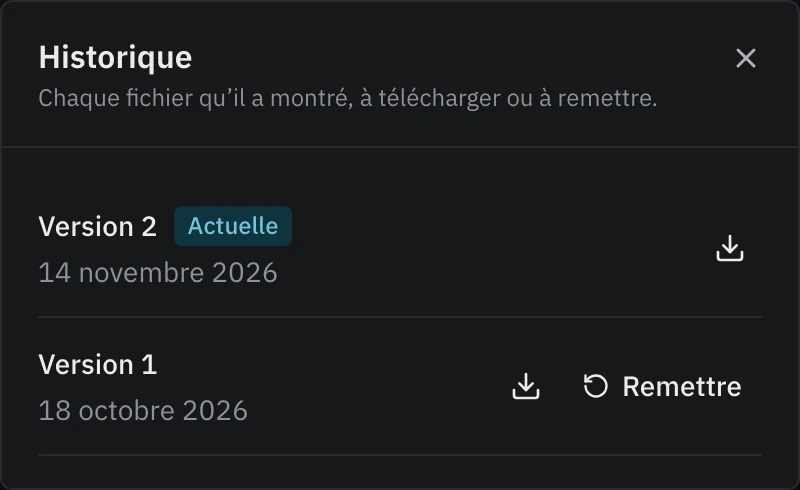 Historique
Chaque fichier qu’il a montré, à télécharger ou à remettre.
Version 2 Actuelle
14 novembre 2026
Version 1
18 octobre 2026
Remettre